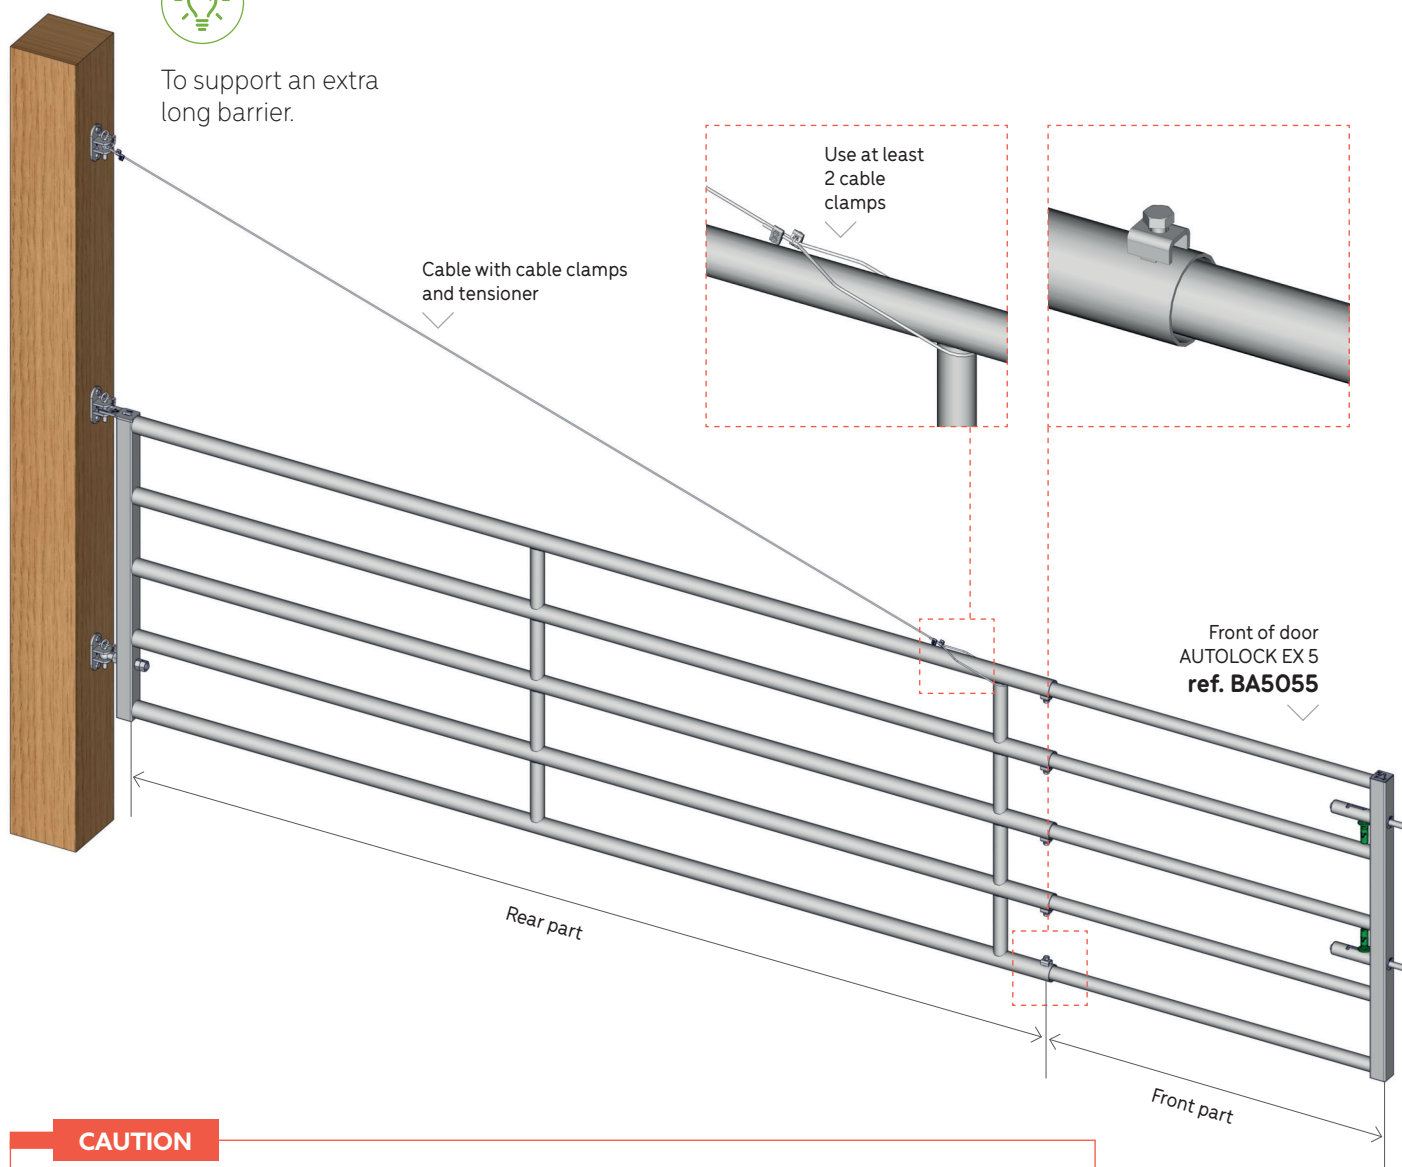 To support an extra
long barrier.
Use at least
2 cable
clamps
Cable with cable clamps
and tensioner
Front of door
AUTOLOCK EX 5
ref. BA5055
Rear part
Front part
CAUTION